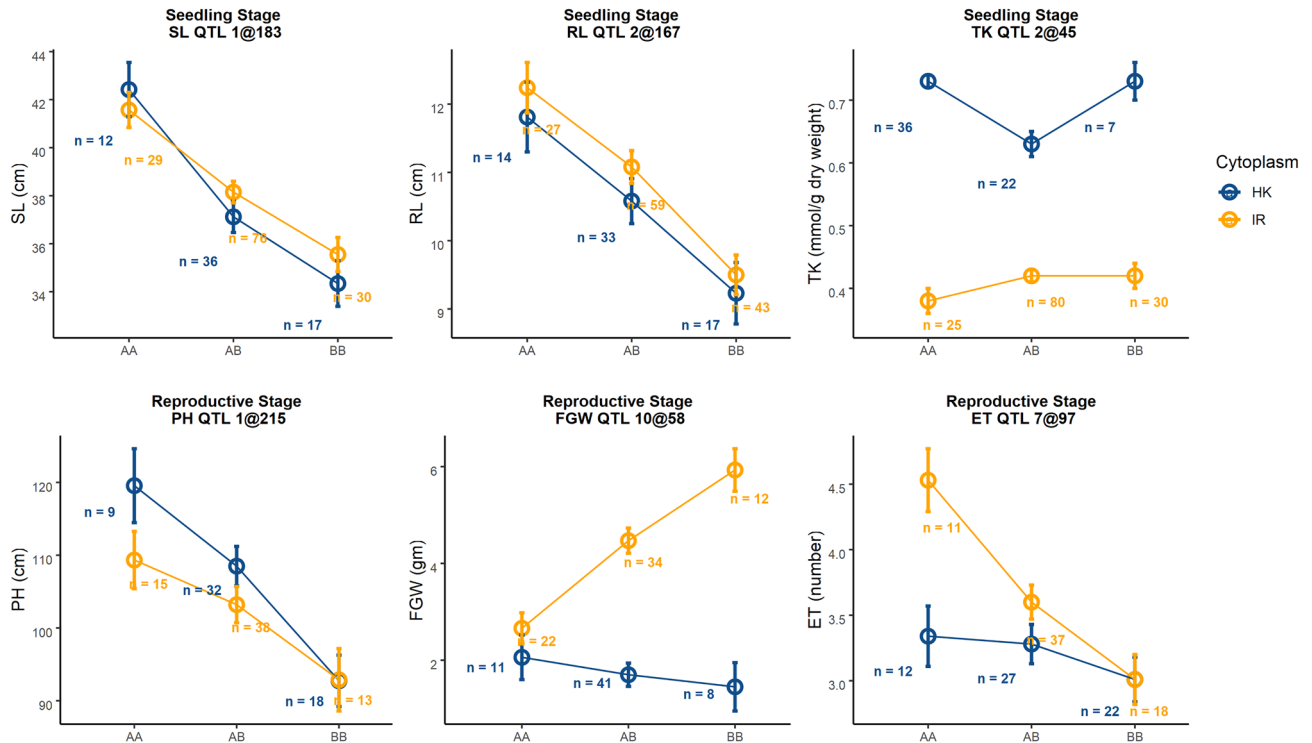 Seedling Stage
SL QTL 1@183
SL (cm)
44
42
40
38
36
34
n = 12
n = 29
n = 36
n = 76
n = 17
n = 30
AA
AB
BB
Seedling Stage
RL QTL 2@167
RL (cm)
12
11
10
9
n = 14
n = 27
n = 33
n = 59
n = 17
n = 43
AA
AB
BB
Seedling Stage
TK QTL 2@45
TK (mmol/g dry weight)
0.7
0.6
0.5
0.4
n = 36
n = 22
n = 7
n = 25
n = 80
n = 30
AA
AB
BB
Cytoplasm
HK
IR
Reproductive Stage
PH QTL 1@215
PH (cm)
120
110
100
90
n = 9
n = 15
n = 32
n = 38
n = 18
n = 13
AA
AB
BB
Reproductive Stage
FGW QTL 10@58
FGW (gm)
6
4
2
n = 11
n = 22
n = 41
n = 34
n = 8
n = 12
AA
AB
BB
Reproductive Stage
ET QTL 7@97
ET (number)
4.5
4.0
3.5
3.0
n = 12
n = 11
n = 27
n = 37
n = 22
n = 18
AA
AB
BB